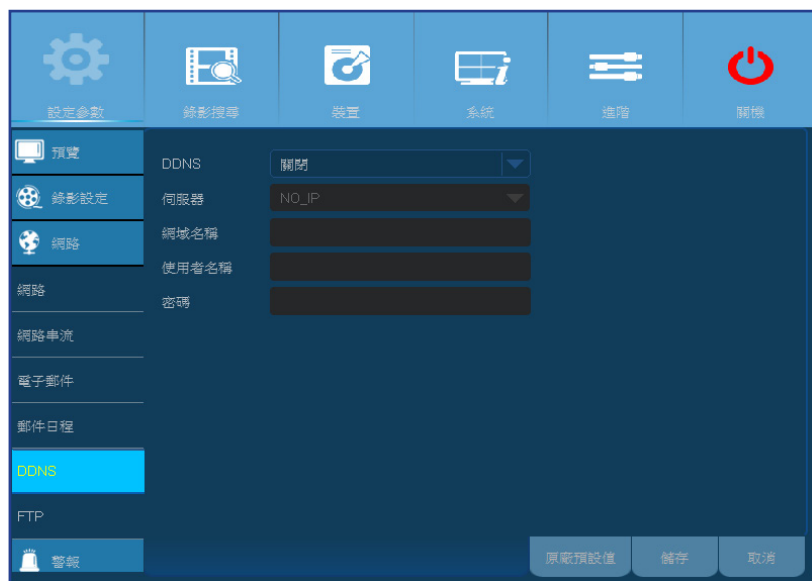 設定參數 錄影搜尋 裝置 系統 進階 關機
預覽
錄影設定
網路
網路
網路串流
電子郵件
郵件日程
DDNS
FTP
警報
DDNS 關閉
伺服器 NO_IP
網域名稱
使用者名稱
密碼
原廠預設值 儲存 取消